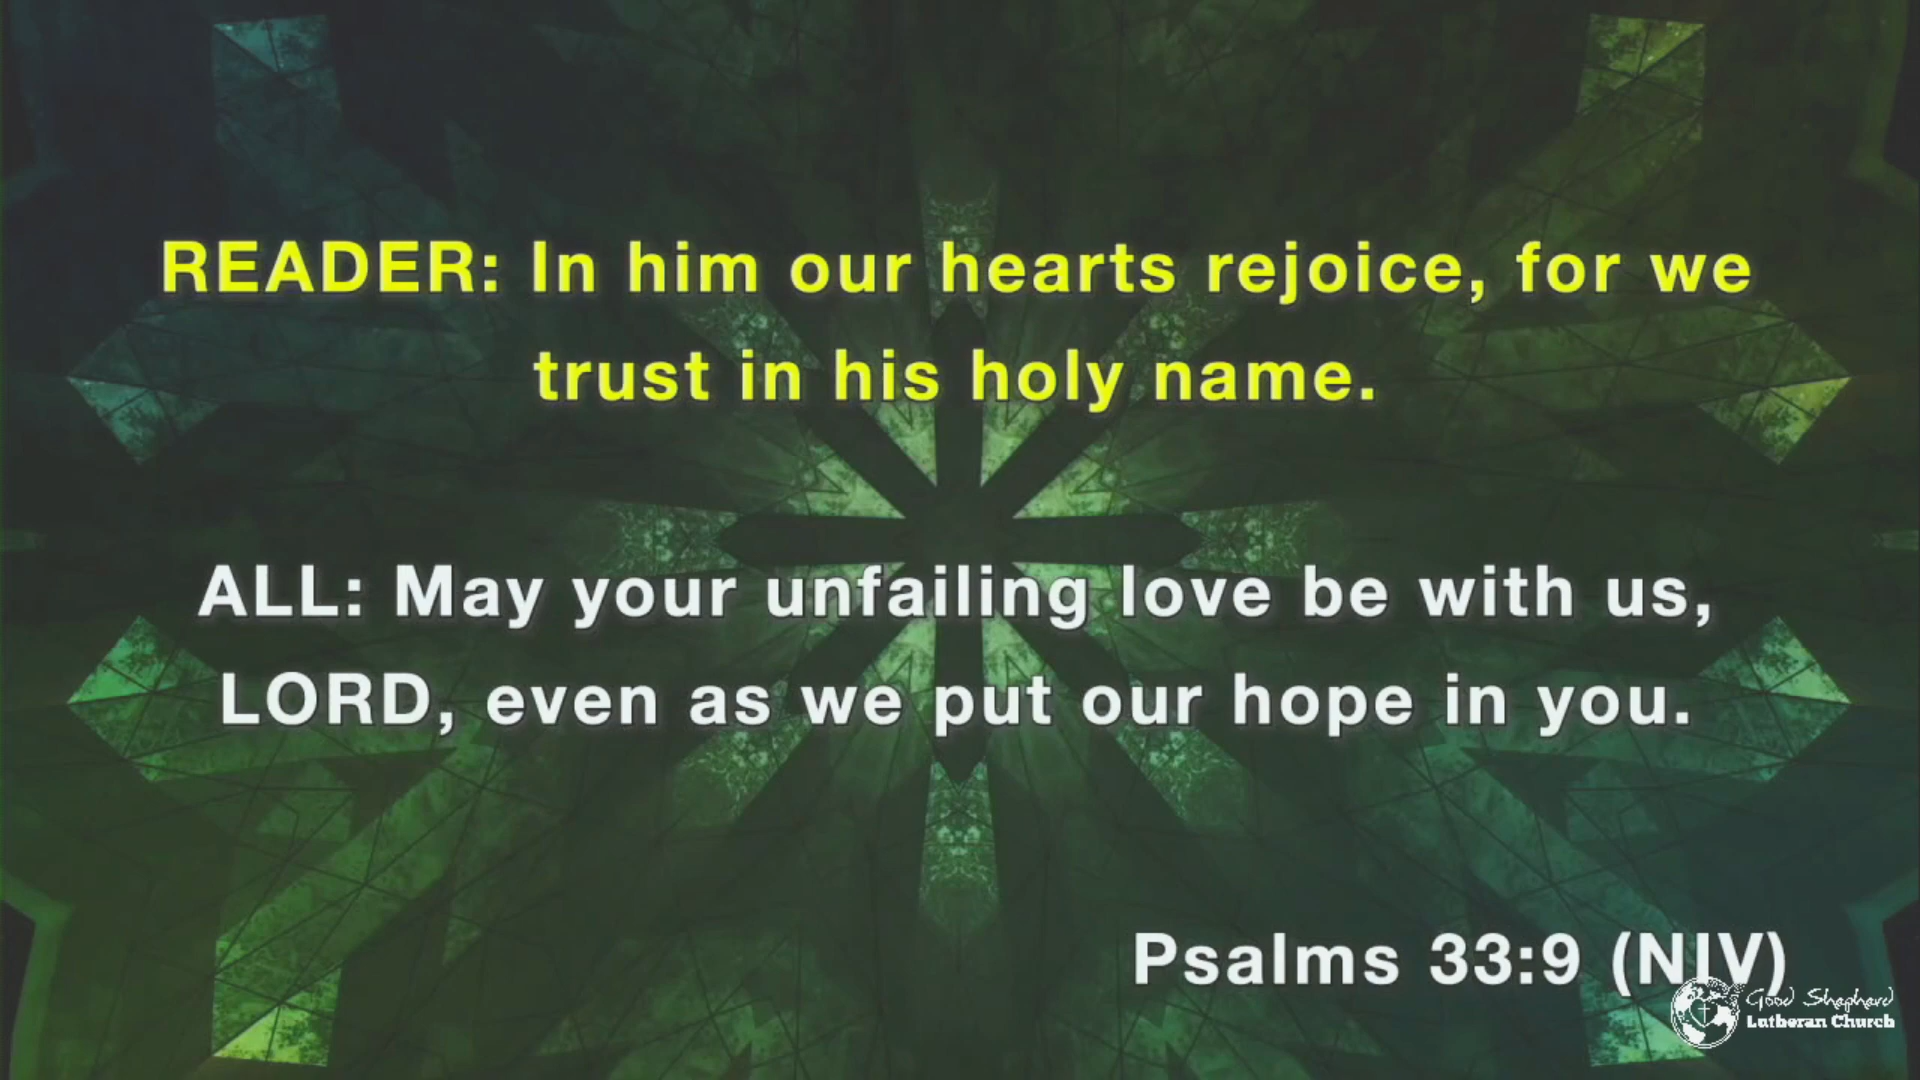 READER: In him our hearts rejoice, for we
trust in his holy name.
ALL: May your unfailing love be with us,
LORD, even as we put our hope in you.
Psalms 33:9 (NIV)
Good Shepherd
Lutheran Church